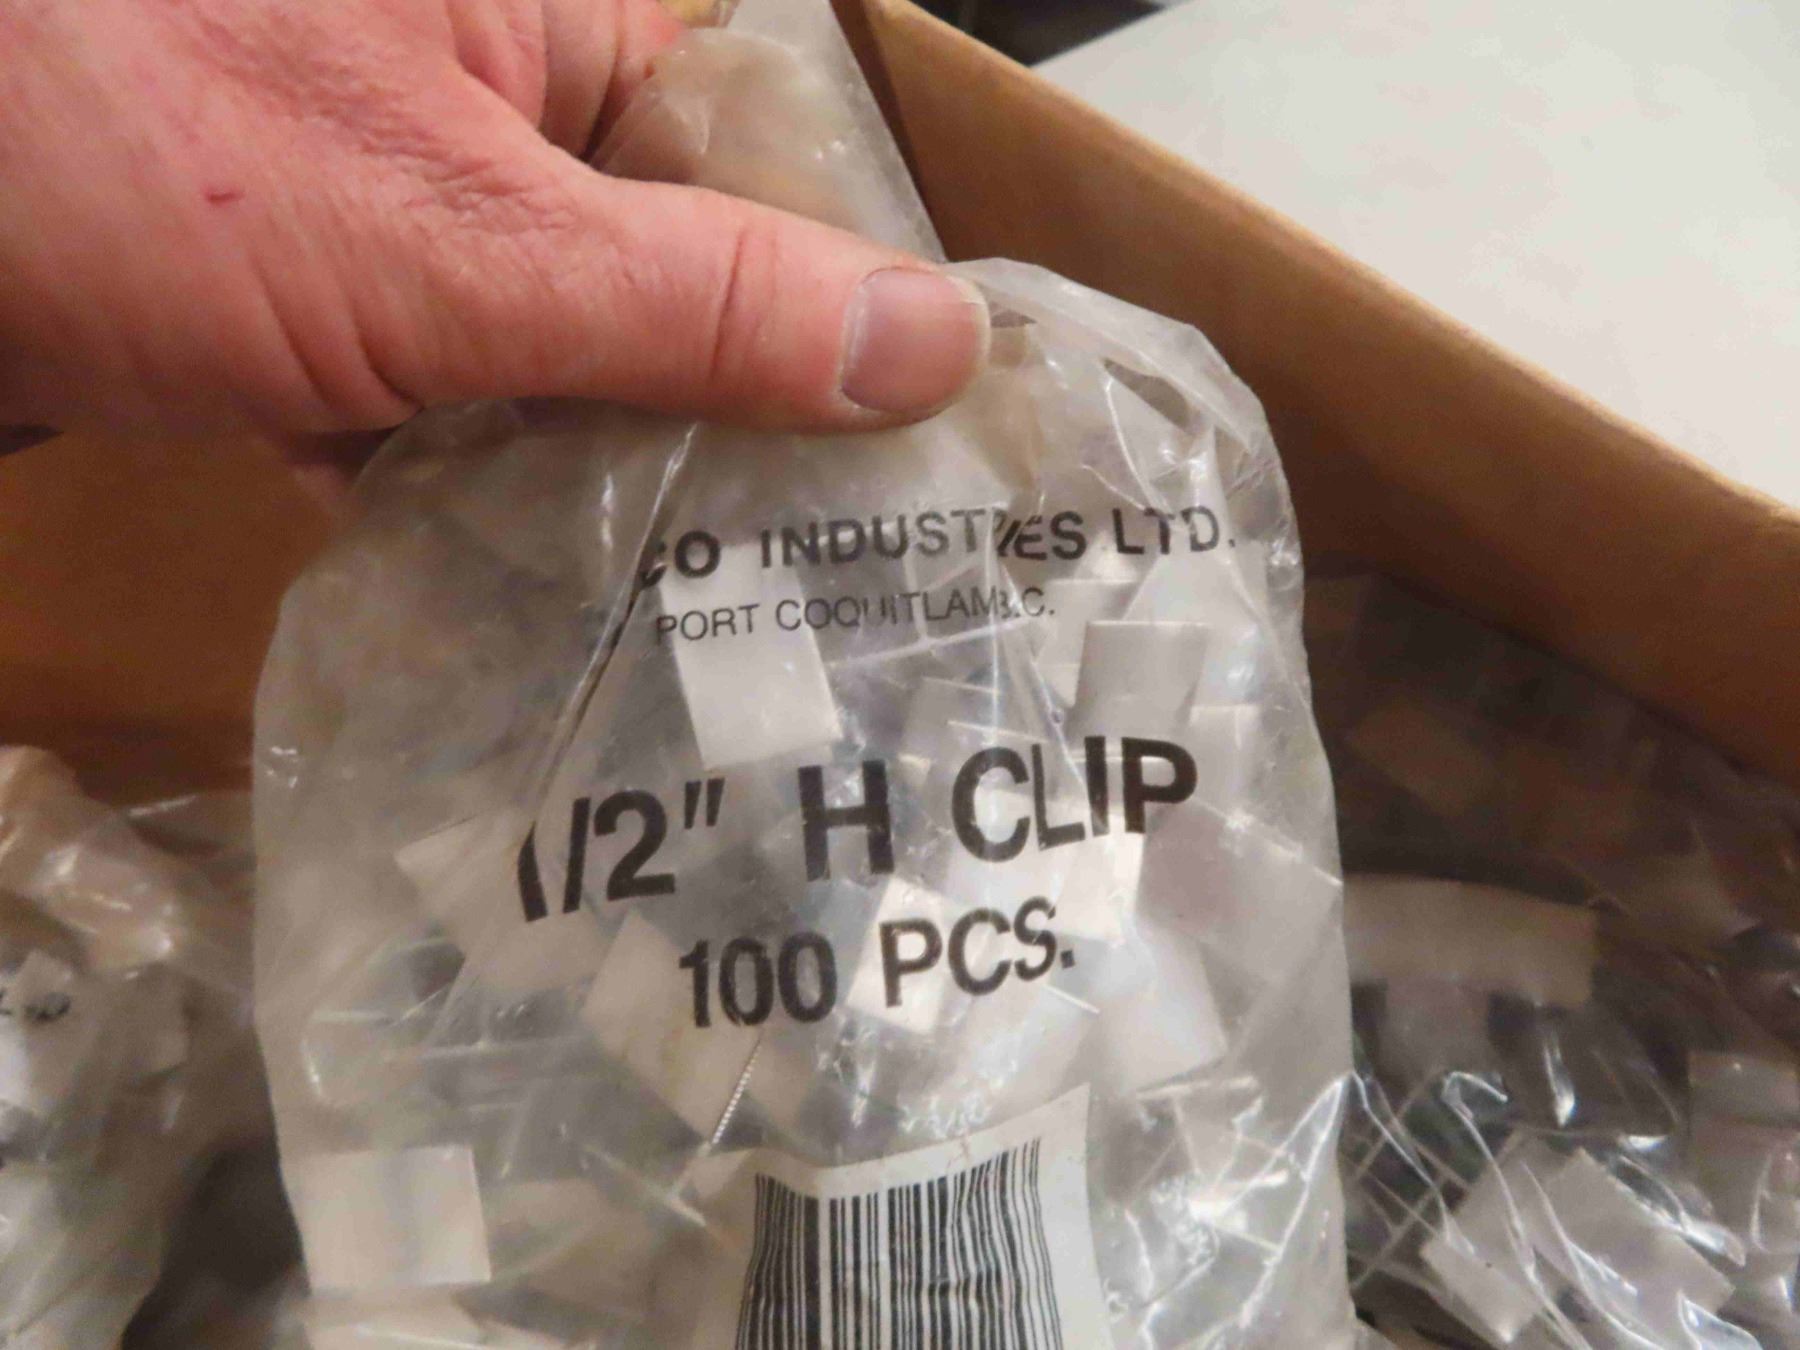 CO INDUSTRIES LTD.
PORT COQUITLAM B.C.
1/2" H CLIP
100 PCS.